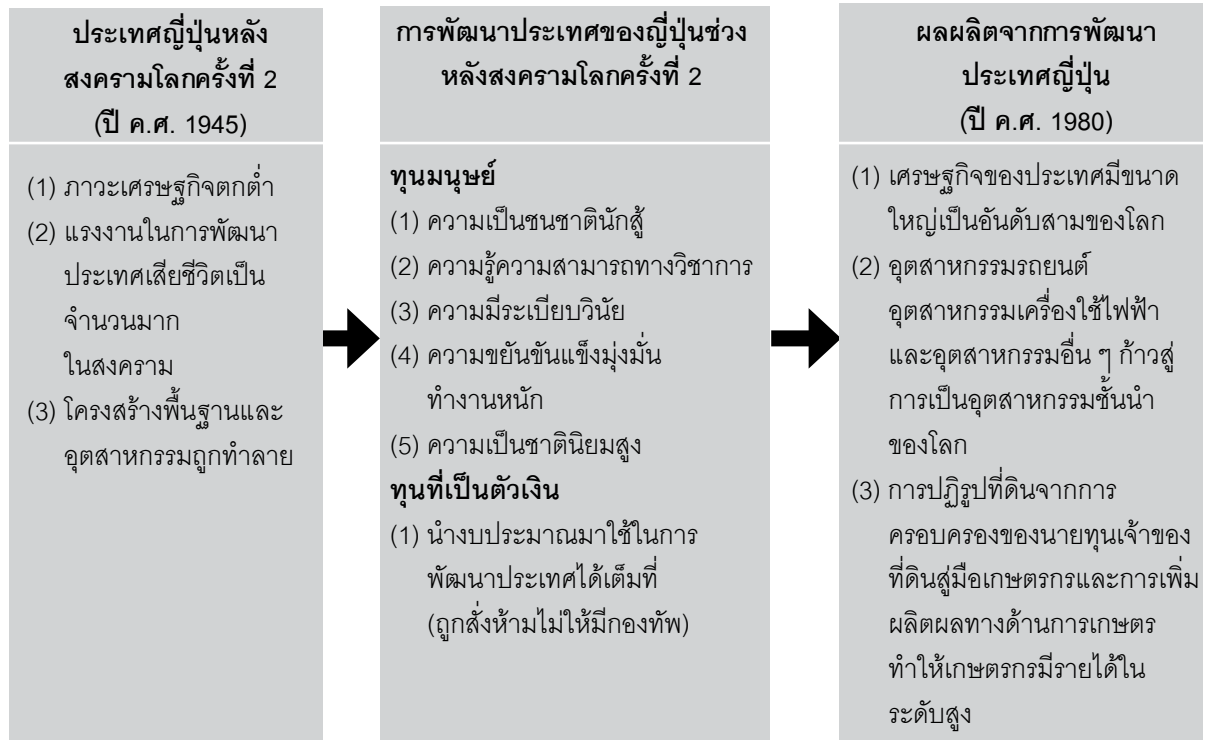 ประเทศญี่ปุ่นหลัง
สงครามโลกครั้งที่ 2
(ปี ค.ศ. 1945)
(1) ภาวะเศรษฐกิจตกต่ำ
(2) แรงงานในการพัฒนา
ประเทศเสียชีวิตเป็น
จำนวนมาก
ในสงคราม
(3) โครงสร้างพื้นฐานและ
อุตสาหกรรมถูกทำลาย
การพัฒนาประเทศของญี่ปุ่นช่วง
หลังสงครามโลกครั้งที่ 2
ทุนมนุษย์
(1) ความเป็นชนชาตินักสู้
(2) ความรู้ความสามารถทางวิชาการ
(3) ความมีระเบียบวินัย
(4) ความขยันขันแข็งมุ่งมั่น
ทำงานหนัก
(5) ความเป็นชาตินิยมสูง
ทุนที่เป็นตัวเงิน
(1) นำงบประมาณมาใช้ในการ
พัฒนาประเทศได้เต็มที่
(ถูกสั่งห้ามไม่ให้มีกองทัพ)
ผลผลิตจากการพัฒนา
ประเทศญี่ปุ่น
(ปี ค.ศ. 1980)
(1) เศรษฐกิจของประเทศมีขนาด
ใหญ่เป็นอันดับสามของโลก
(2) อุตสาหกรรมรถยนต์
อุตสาหกรรมเครื่องใช้ไฟฟ้า
และอุตสาหกรรมอื่น ๆ ก้าวสู่
การเป็นอุตสาหกรรมชั้นนำ
ของโลก
(3) การปฏิรูปที่ดินจากการ
ครอบครองของนายทุนเจ้าของ
ที่ดินสู่มือเกษตรกรและการเพิ่ม
ผลิตผลทางด้านการเกษตร
ทำให้เกษตรกรมีรายได้ใน
ระดับสูง